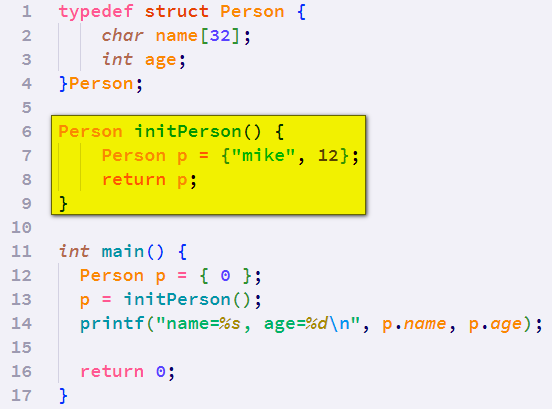 1 typedef struct Person {
2     char name[32];
3     int age;
4 }Person;
5
6 Person initPerson() {
7     Person p = {"mike", 12};
8     return p;
9 }
10
11 int main() {
12   Person p = { 0 };
13   p = initPerson();
14   printf("name=%s, age=%d\n", p.name, p.age);
15
16   return 0;
17 }